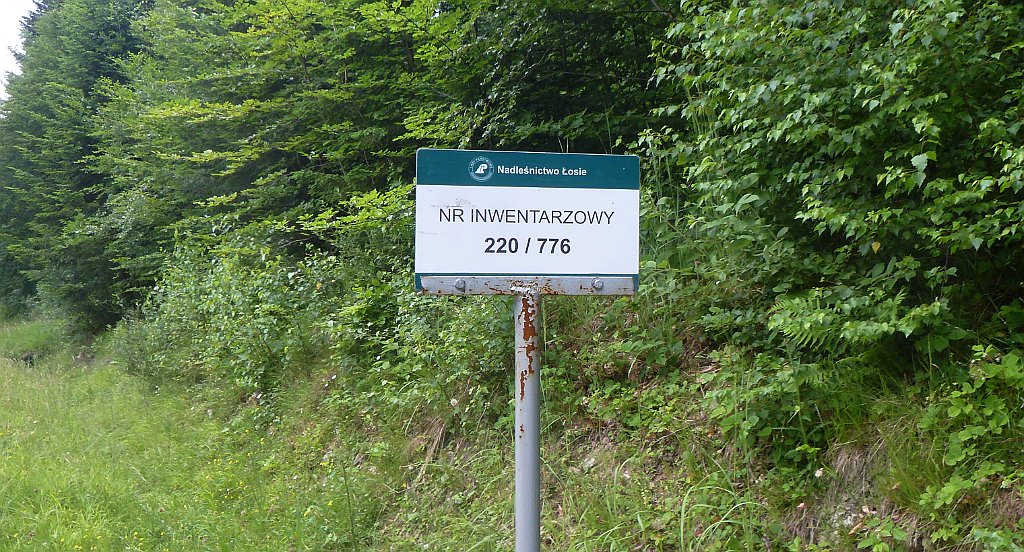 Nadleśnictwo Łosie
NR INWENTARZOWY
220 / 776